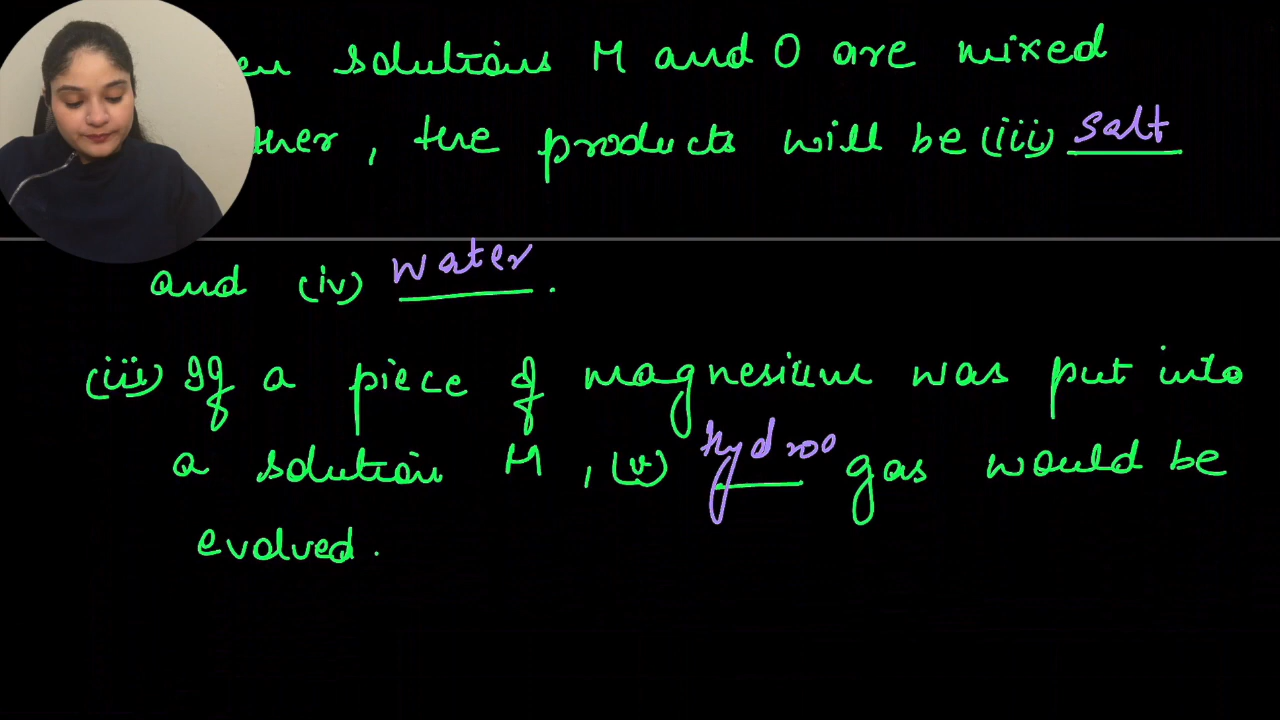 en solutions M and O are mixed
ther, the products will be (iii) salt
and (iv) water.
(iii) If a piece of magnesium was put into
a solution M, (v) Hydroo gas would be
evolved.